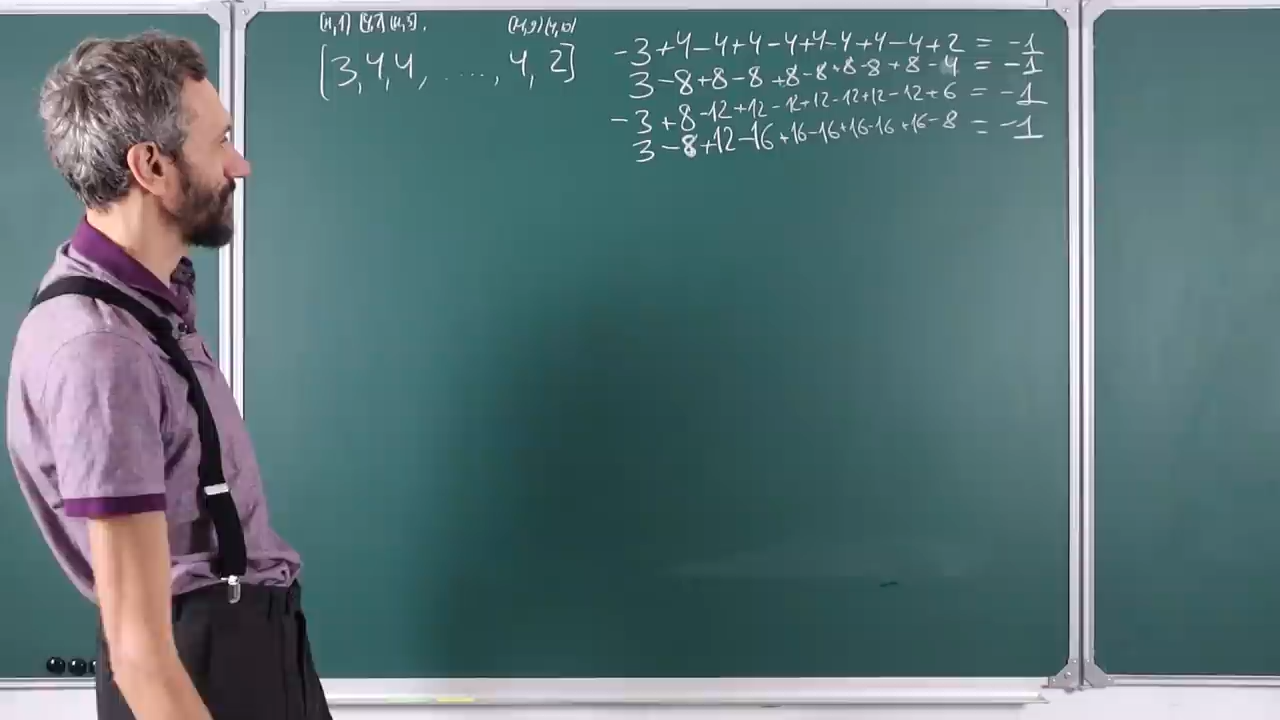 (4,1) (4,7) (4,3), (4,9) (4,10)
[3, 4, 4, ....., 4, 2]
-3+4-4+4-4+4-4+4-4+2 = -1
3-8+8-8+8-8+8-8+8-4 = -1
-3+8-12+12-12+12-12+12-12+6 = -1
3-8+12-16+16-16+16-16+16-8 = -1